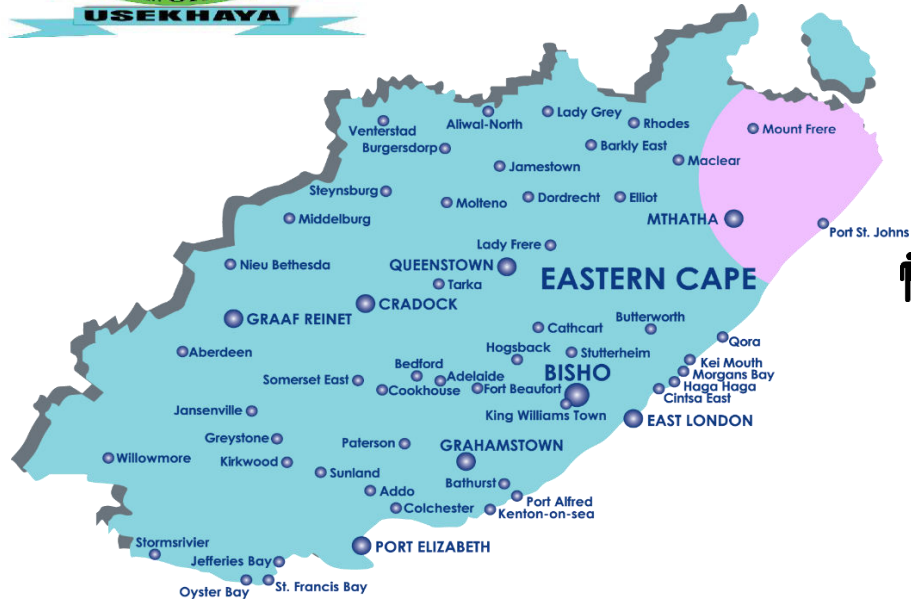 USEKHAYA
Venterstad
Aliwal-North
Lady Grey
Rhodes
Mount Frere
Burgersdorp
Barkly East
Maclear
Jamestown
Steynsburg
Molteno
Dordrecht
Elliot
Middelburg
MTHATHA
Port St. Johns
Lady Frere
Nieu Bethesda
QUEENSTOWN
EASTERN CAPE
Tarka
CRADOCK
GRAAF REINET
Cathcart
Butterworth
Qora
Aberdeen
Hogsback
Stutterheim
Kei Mouth
Bedford
Morgans Bay
Somerset East
Adelaide
BISHO
Haga Haga
Cookhouse
Fort Beaufort
Cintsa East
Jansenville
King Williams Town
EAST LONDON
Greystone
Paterson
GRAHAMSTOWN
Willowmore
Kirkwood
Sunland
Bathurst
Addo
Port Alfred
Colchester
Kenton-on-sea
Stormsrivier
PORT ELIZABETH
Jefferies Bay
Oyster Bay
St. Francis Bay